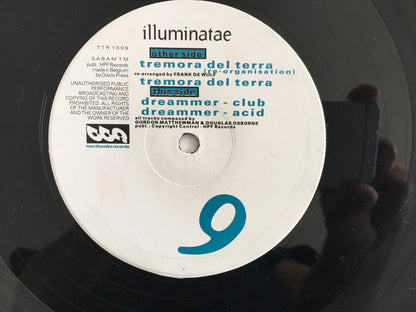 illuminatae
TTR 1009
SABAM TM
publ. HPF Records
made in Belgium
by Disco-Press
UNAUTHORISED PUBLIC
PERFORMANCE
BROADCASTING AND
COPYING OF THIS RECORD
PROHIBITED. ALL RIGHTS
OF THE MANUFACTURER
AND THE OWNER OF THE
WORK RESERVED
two thumbs records
other side
tremora del terra
(rp-organisation)
re-arranged by FRANK DE WULF
tremora del terra
this side
dreammer - club
dreammer - acid
all tracks composed by
GORDON MATTHEWMAN & DOUGLAS OSBORNE
publ: Copyright Control - HPF Records
9